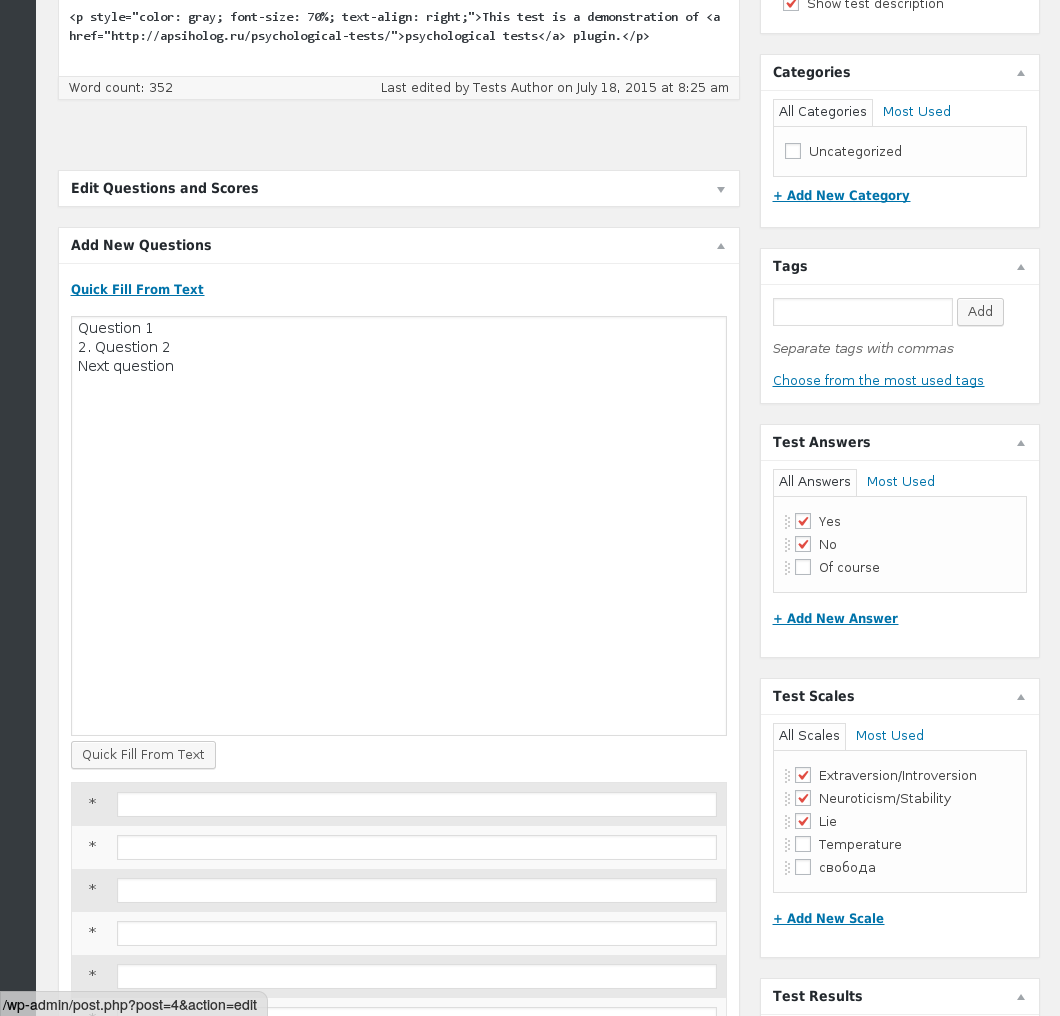 <p style="color: gray; font-size: 70%; text-align: right;">This test is a demonstration of <a
href="http://apsiholog.ru/psychological-tests/">psychological tests</a> plugin.</p>
Word count: 352
Last edited by Tests Author on July 18, 2015 at 8:25 am
Edit Questions and Scores
Add New Questions
Quick Fill From Text
Question 1
2. Question 2
Next question
Quick Fill From Text
*
*
*
*
*
/wp-admin/post.php?post=4&action=edit
Show test description
Categories
All Categories Most Used
Uncategorized
+ Add New Category
Tags
Add
Separate tags with commas
Choose from the most used tags
Test Answers
All Answers Most Used
Yes
No
Of course
+ Add New Answer
Test Scales
All Scales Most Used
Extraversion/Introversion
Neuroticism/Stability
Lie
Temperature
свобода
+ Add New Scale
Test Results